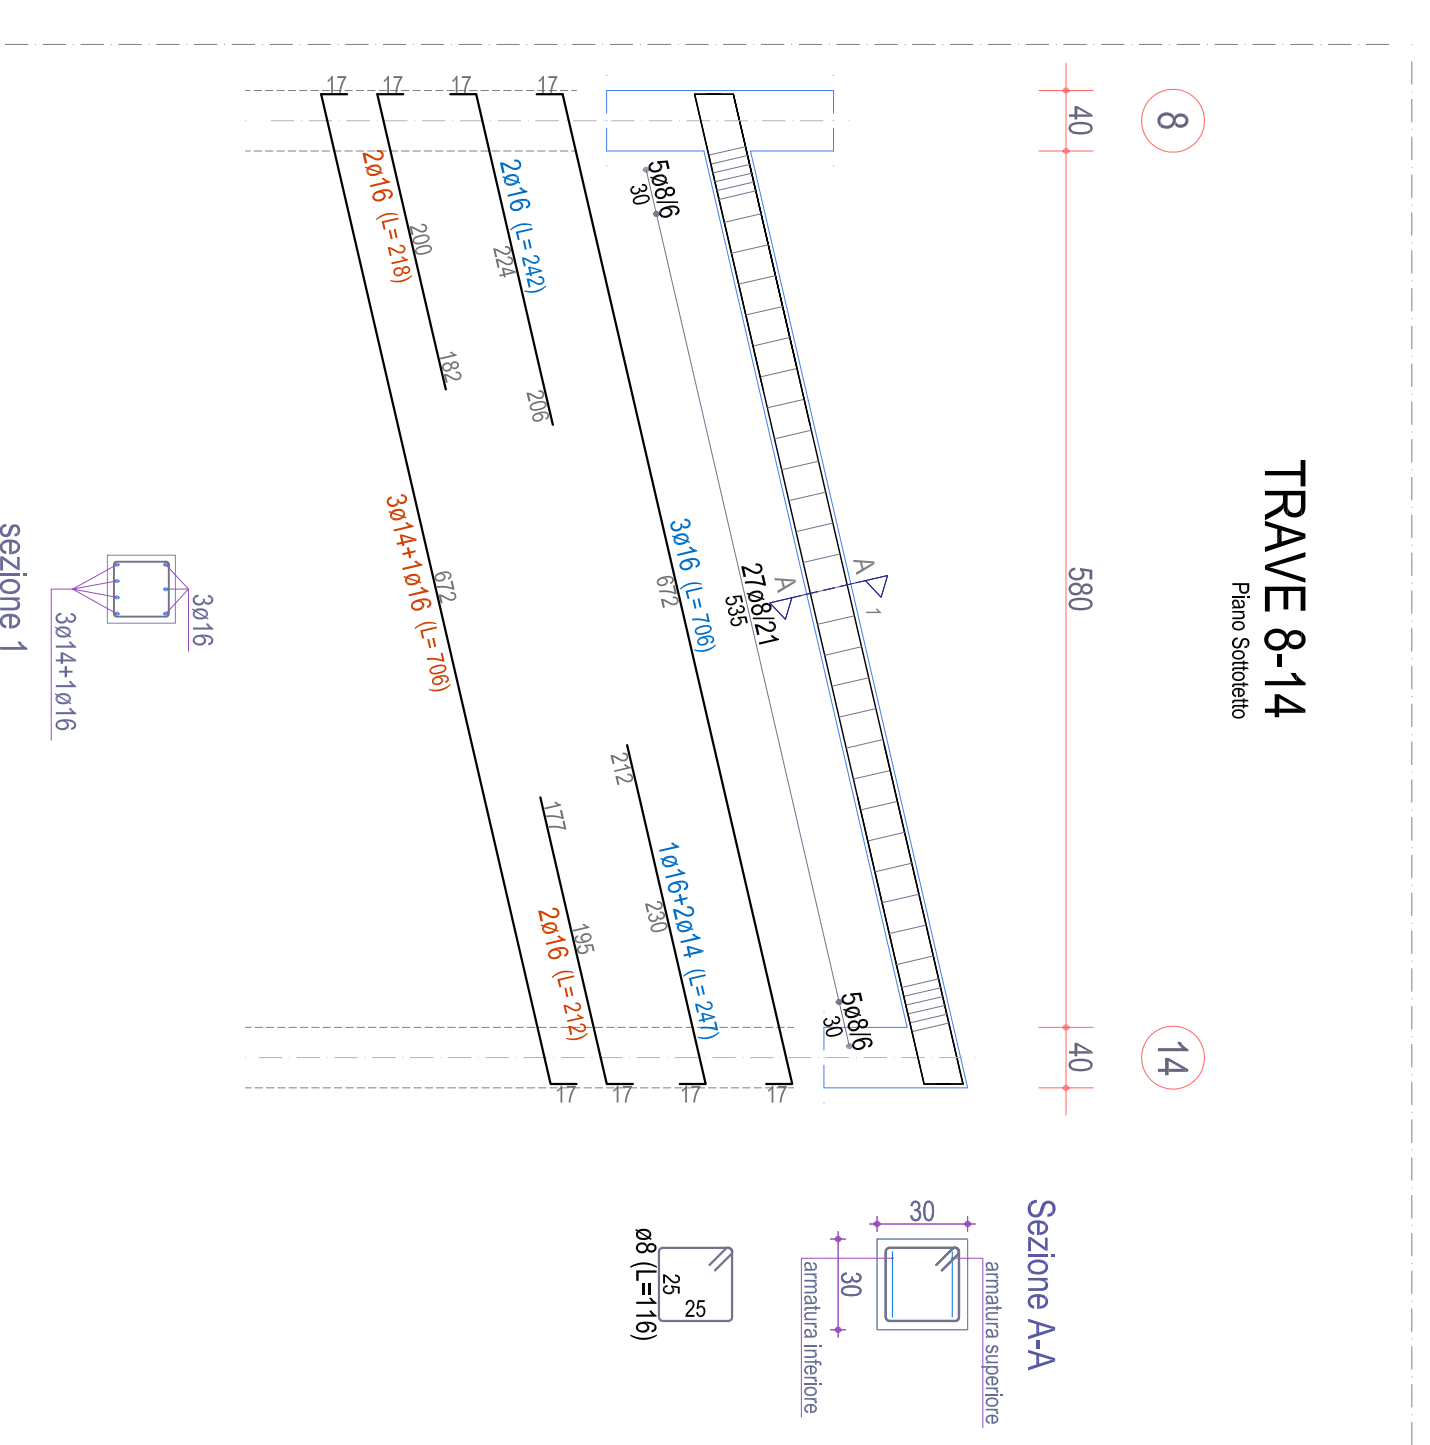 TRAVE 8-14
Piano Sottotetto
8
14
40
580
40
A
A
1
5ø8/6
30
27ø8/21
535
5ø8/6
30
17
3ø16 (L= 706)
672
17
17
2ø16 (L= 242)
224
206
212
1ø16+2ø14 (L= 247)
230
17
17
2ø16 (L= 218)
200
182
177
2ø16 (L= 212)
195
17
17
3ø14+1ø16 (L= 706)
672
17
3ø16
3ø14+1ø16
sezione 1
Sezione A-A
armatura superiore
30
30
armatura inferiore
25
25
ø8 (L=116)